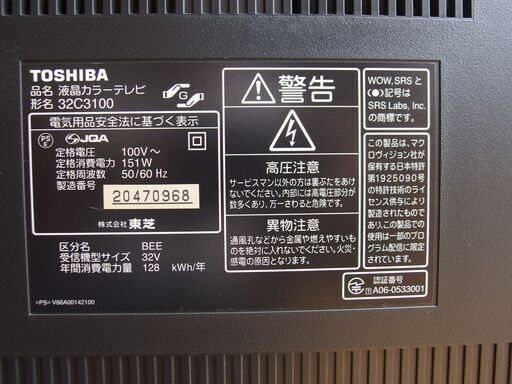 TOSHIBA
品名 液晶カラーテレビ
形名 32C3100
電気用品安全法に基づく表示
PS E JQA
定格電圧 100V～
定格消費電力 151W
定格周波数 50/60 Hz
製造番号
20470968
株式会社 東芝
区分名 BEE
受信機型サイズ 32V
年間消費電力量 128 kWh/年
>PS< V66A00142100
警告
高圧注意
サービスマン以外の方は裏ぶたをあけ
ないでください。内部には高電圧部分が
数多くあり、万一さわると危険です。
異物注意
通風孔などから金属や燃えやすいもの
を絶対に入れないでください。火災・
感電の原因となります。
WOW, SRS と
(●)記号は
SRS Labs, Inc.
の商標です。
この製品は、マク
ロヴィジョン社が
保有する日本特許
第1925090号
の特許技術のライ
センスに基づき生
産されています。
この製品での
使用は一部のプ
ログラム配信に限定
されています。
認証番号
T A06-0533001